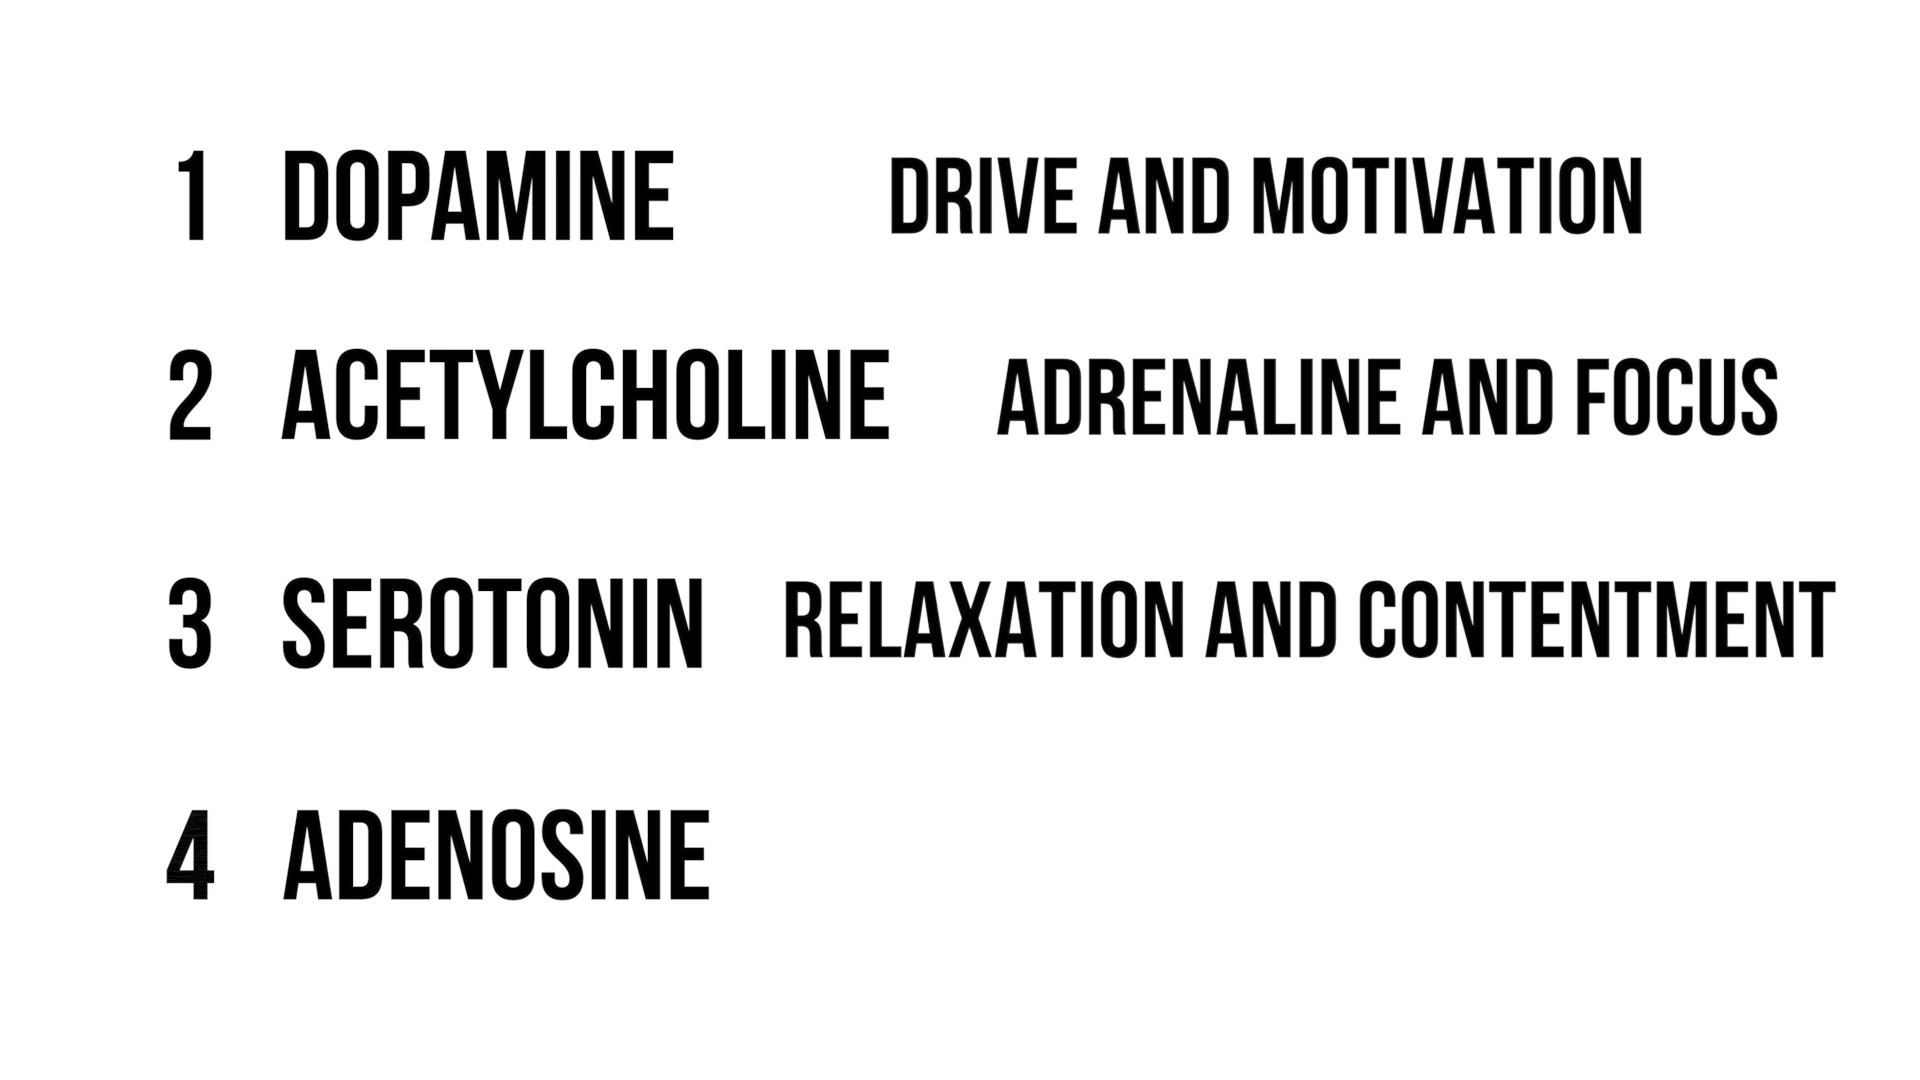 1 DOPAMINE DRIVE AND MOTIVATION
2 ACETYLCHOLINE ADRENALINE AND FOCUS
3 SEROTONIN RELAXATION AND CONTENTMENT
4 ADENOSINE